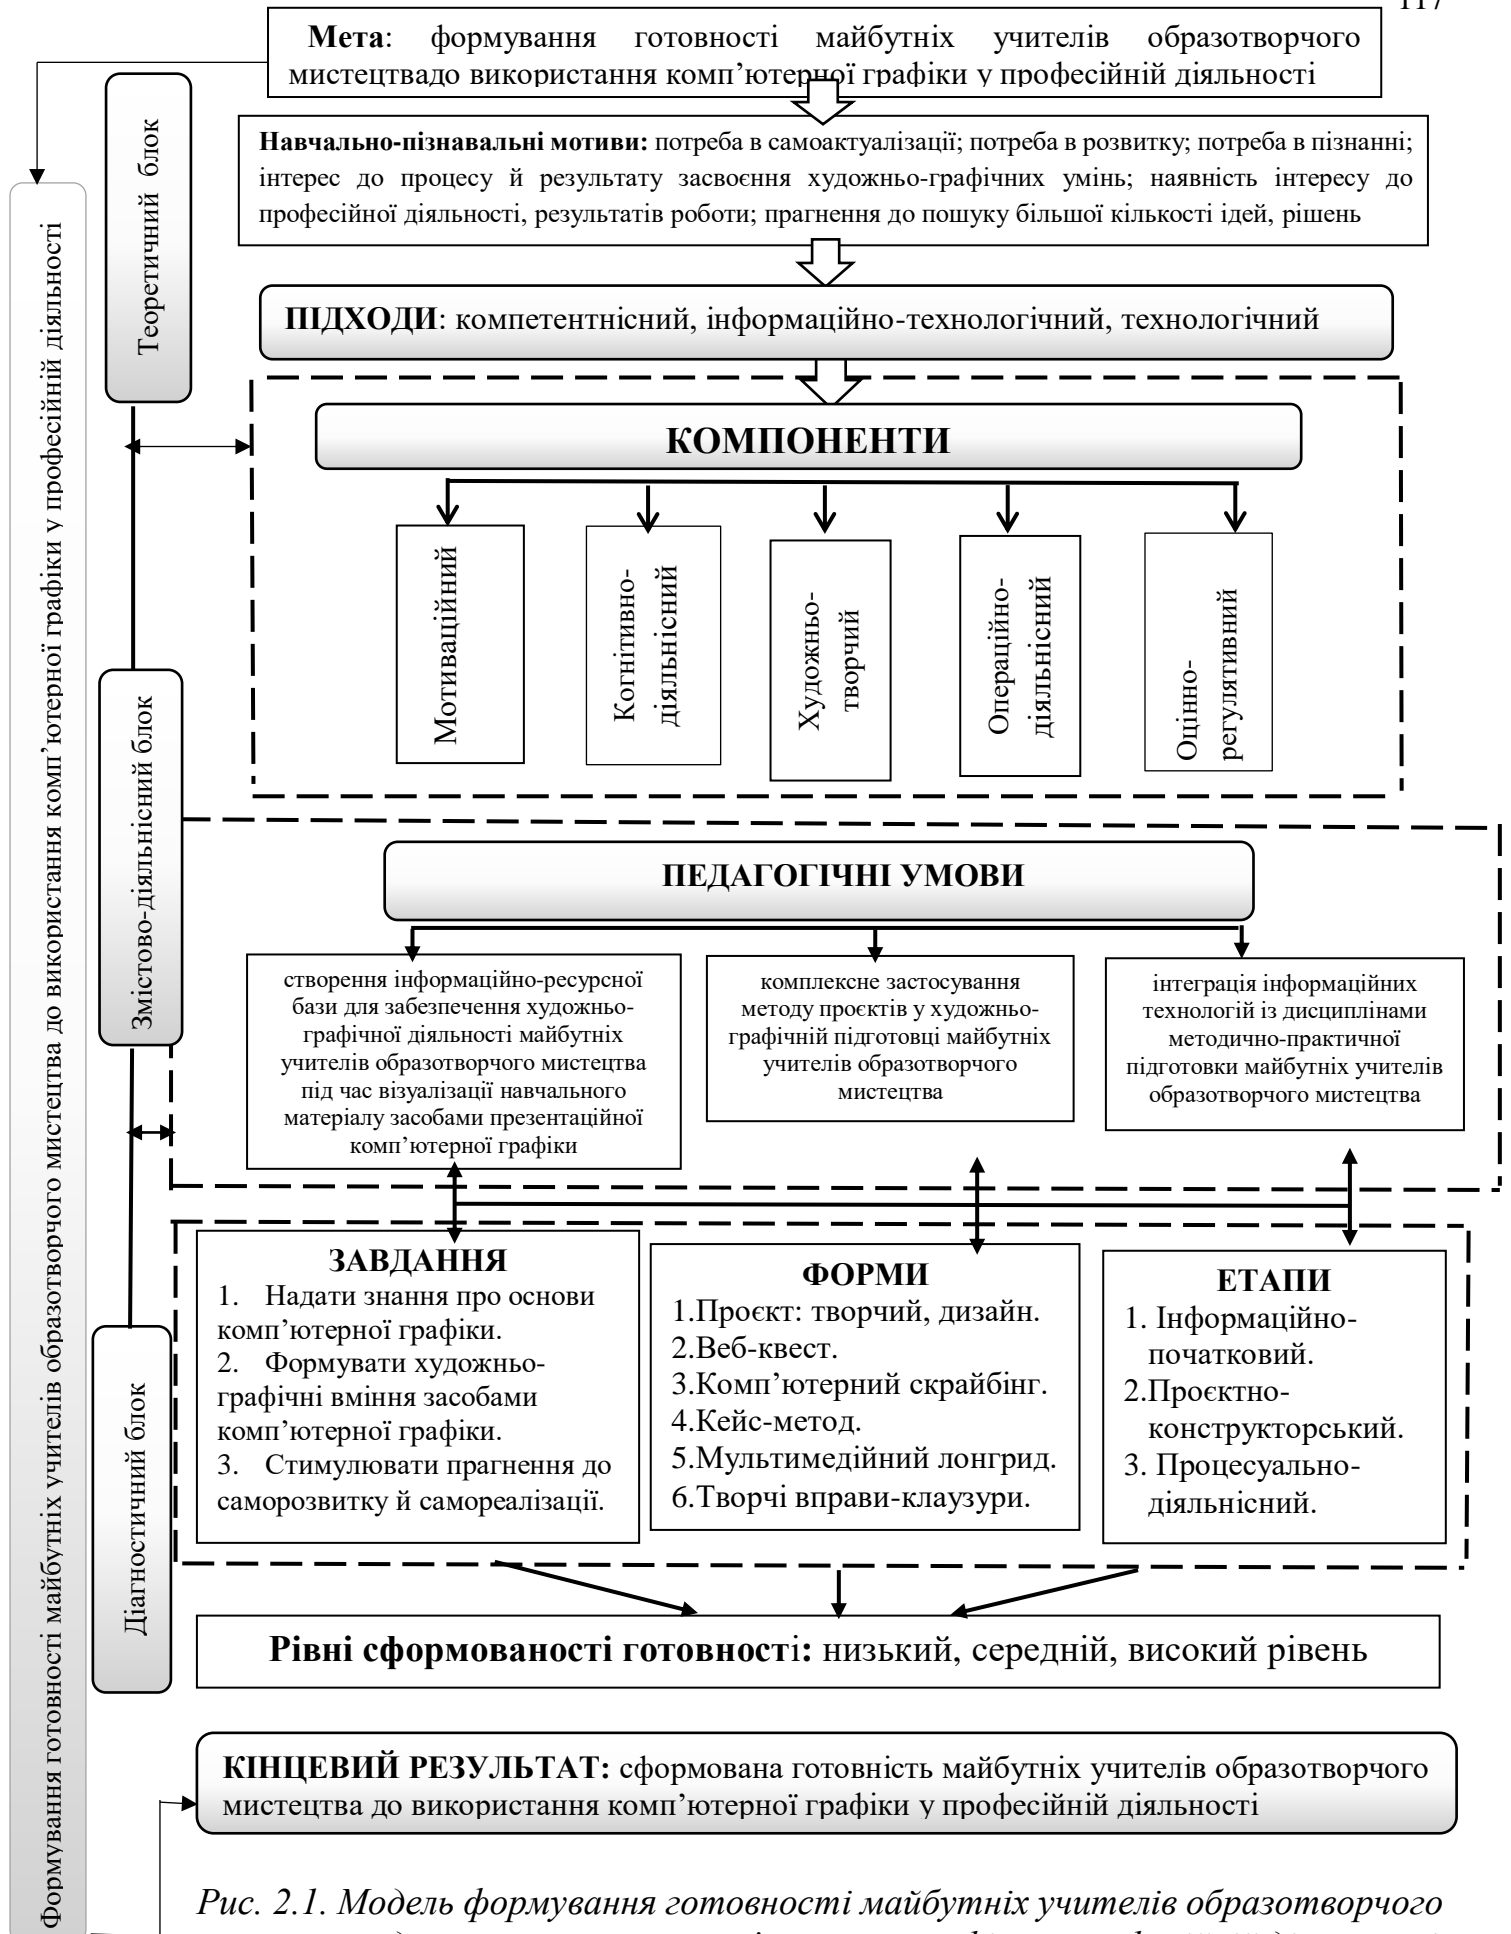 117
Мета: формування готовності майбутніх учителів образотворчого
мистецтвадо використання комп’ютерної графіки у професійній діяльності
Навчально-пізнавальні мотиви: потреба в самоактуалізації; потреба в розвитку; потреба в пізнанні;
інтерес до процесу й результату засвоєння художньо-графічних умінь; наявність інтересу до
професійної діяльності, результатів роботи; прагнення до пошуку більшої кількості ідей, рішень
Теоретичний блок
Формування готовності майбутніх учителів образотворчого мистецтва до використання комп’ютерної графіки у професійній діяльності
ПІДХОДИ: компетентнісний, інформаційно-технологічний, технологічний
КОМПОНЕНТИ
Мотиваційний
Когнітивно-
діяльнісний
Художньо-
творчий
Операційно-
діяльнісний
Оцінно-
регулятивний
Змістово-діяльнісний блок
ПЕДАГОГІЧНІ УМОВИ
створення інформаційно-ресурсної
бази для забезпечення художньо-
графічної діяльності майбутніх
учителів образотворчого мистецтва
під час візуалізації навчального
матеріалу засобами презентаційної
комп’ютерної графіки
комплексне застосування
методу проєктів у художньо-
графічній підготовці майбутніх
учителів образотворчого
мистецтва
інтеграція інформаційних
технологій із дисциплінами
методично-практичної
підготовки майбутніх учителів
образотворчого мистецтва
Діагностичний блок
ЗАВДАННЯ
1. Надати знання про основи
комп’ютерної графіки.
2. Формувати художньо-
графічні вміння засобами
комп’ютерної графіки.
3. Стимулювати прагнення до
саморозвитку й самореалізації.
ФОРМИ
1.Проєкт: творчий, дизайн.
2.Веб-квест.
3.Комп’ютерний скрайбінг.
4.Кейс-метод.
5.Мультимедійний лонгрид.
6.Творчі вправи-клаузури.
ЕТАПИ
1. Інформаційно-
початковий.
2.Проєктно-
конструкторський.
3. Процесуально-
діяльнісний.
Рівні сформованості готовності: низький, середній, високий рівень
КІНЦЕВИЙ РЕЗУЛЬТАТ: сформована готовність майбутніх учителів образотворчого
мистецтва до використання комп’ютерної графіки у професійній діяльності
Рис. 2.1. Модель формування готовності майбутніх учителів образотворчого